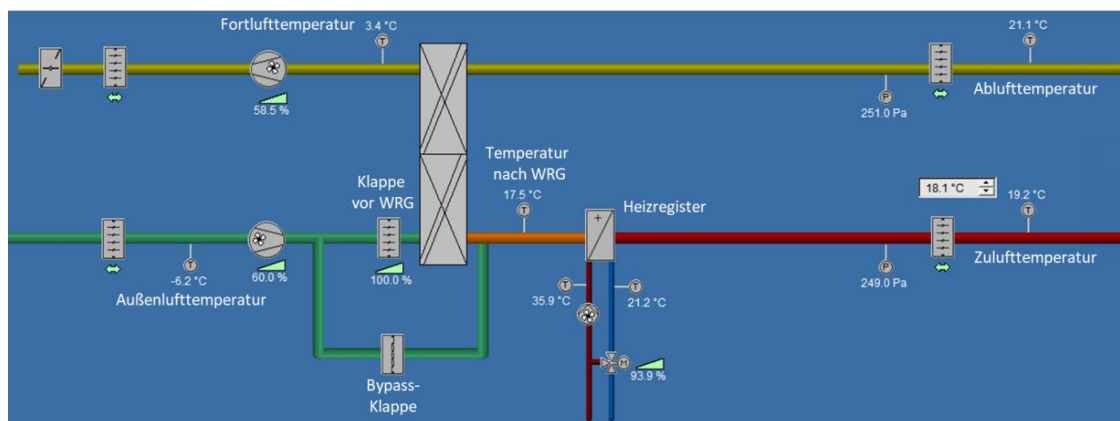 Fortlufttemperatur
3.4 °C
T
21.1 °C
T
58.5 %
P
251.0 Pa
Ablufttemperatur
Temperatur
nach WRG
17.5 °C
T
Klappe
vor WRG
100.0 %
+
Heizregister
18.1 °C
19.2 °C
T
T
-6.2 °C
60.0 %
Außenlufttemperatur
P
249.0 Pa
Zulufttemperatur
T
35.9 °C
T
21.2 °C
M
93.9 %
Bypass-
Klappe